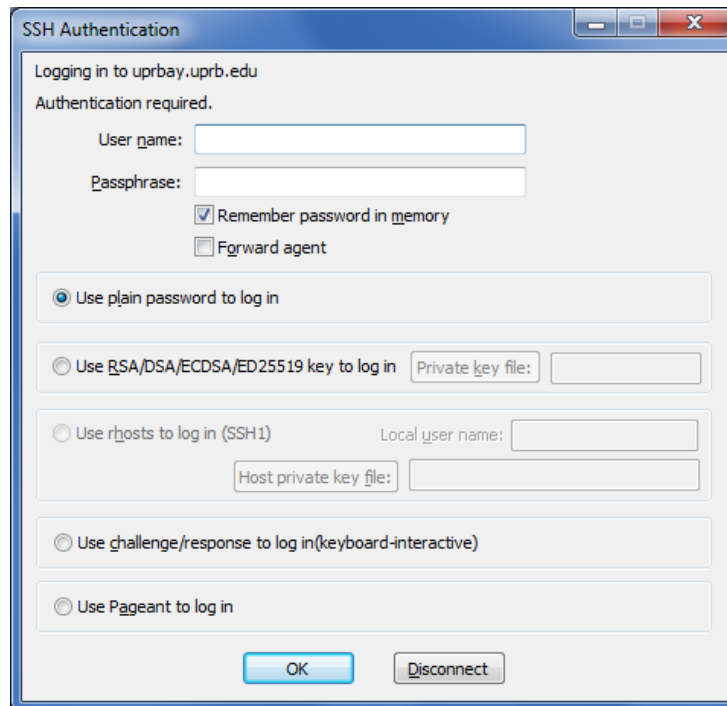 SSH Authentication
Logging in to uprbay.uprb.edu
Authentication required.
User name:
Passphrase:
Remember password in memory
Forward agent
Use plain password to log in
Use RSA/DSA/ECDSA/ED25519 key to log in Private key file:
Use rhosts to log in (SSH1) Local user name:
Host private key file:
Use challenge/response to log in(keyboard-interactive)
Use Pageant to log in
OK Disconnect